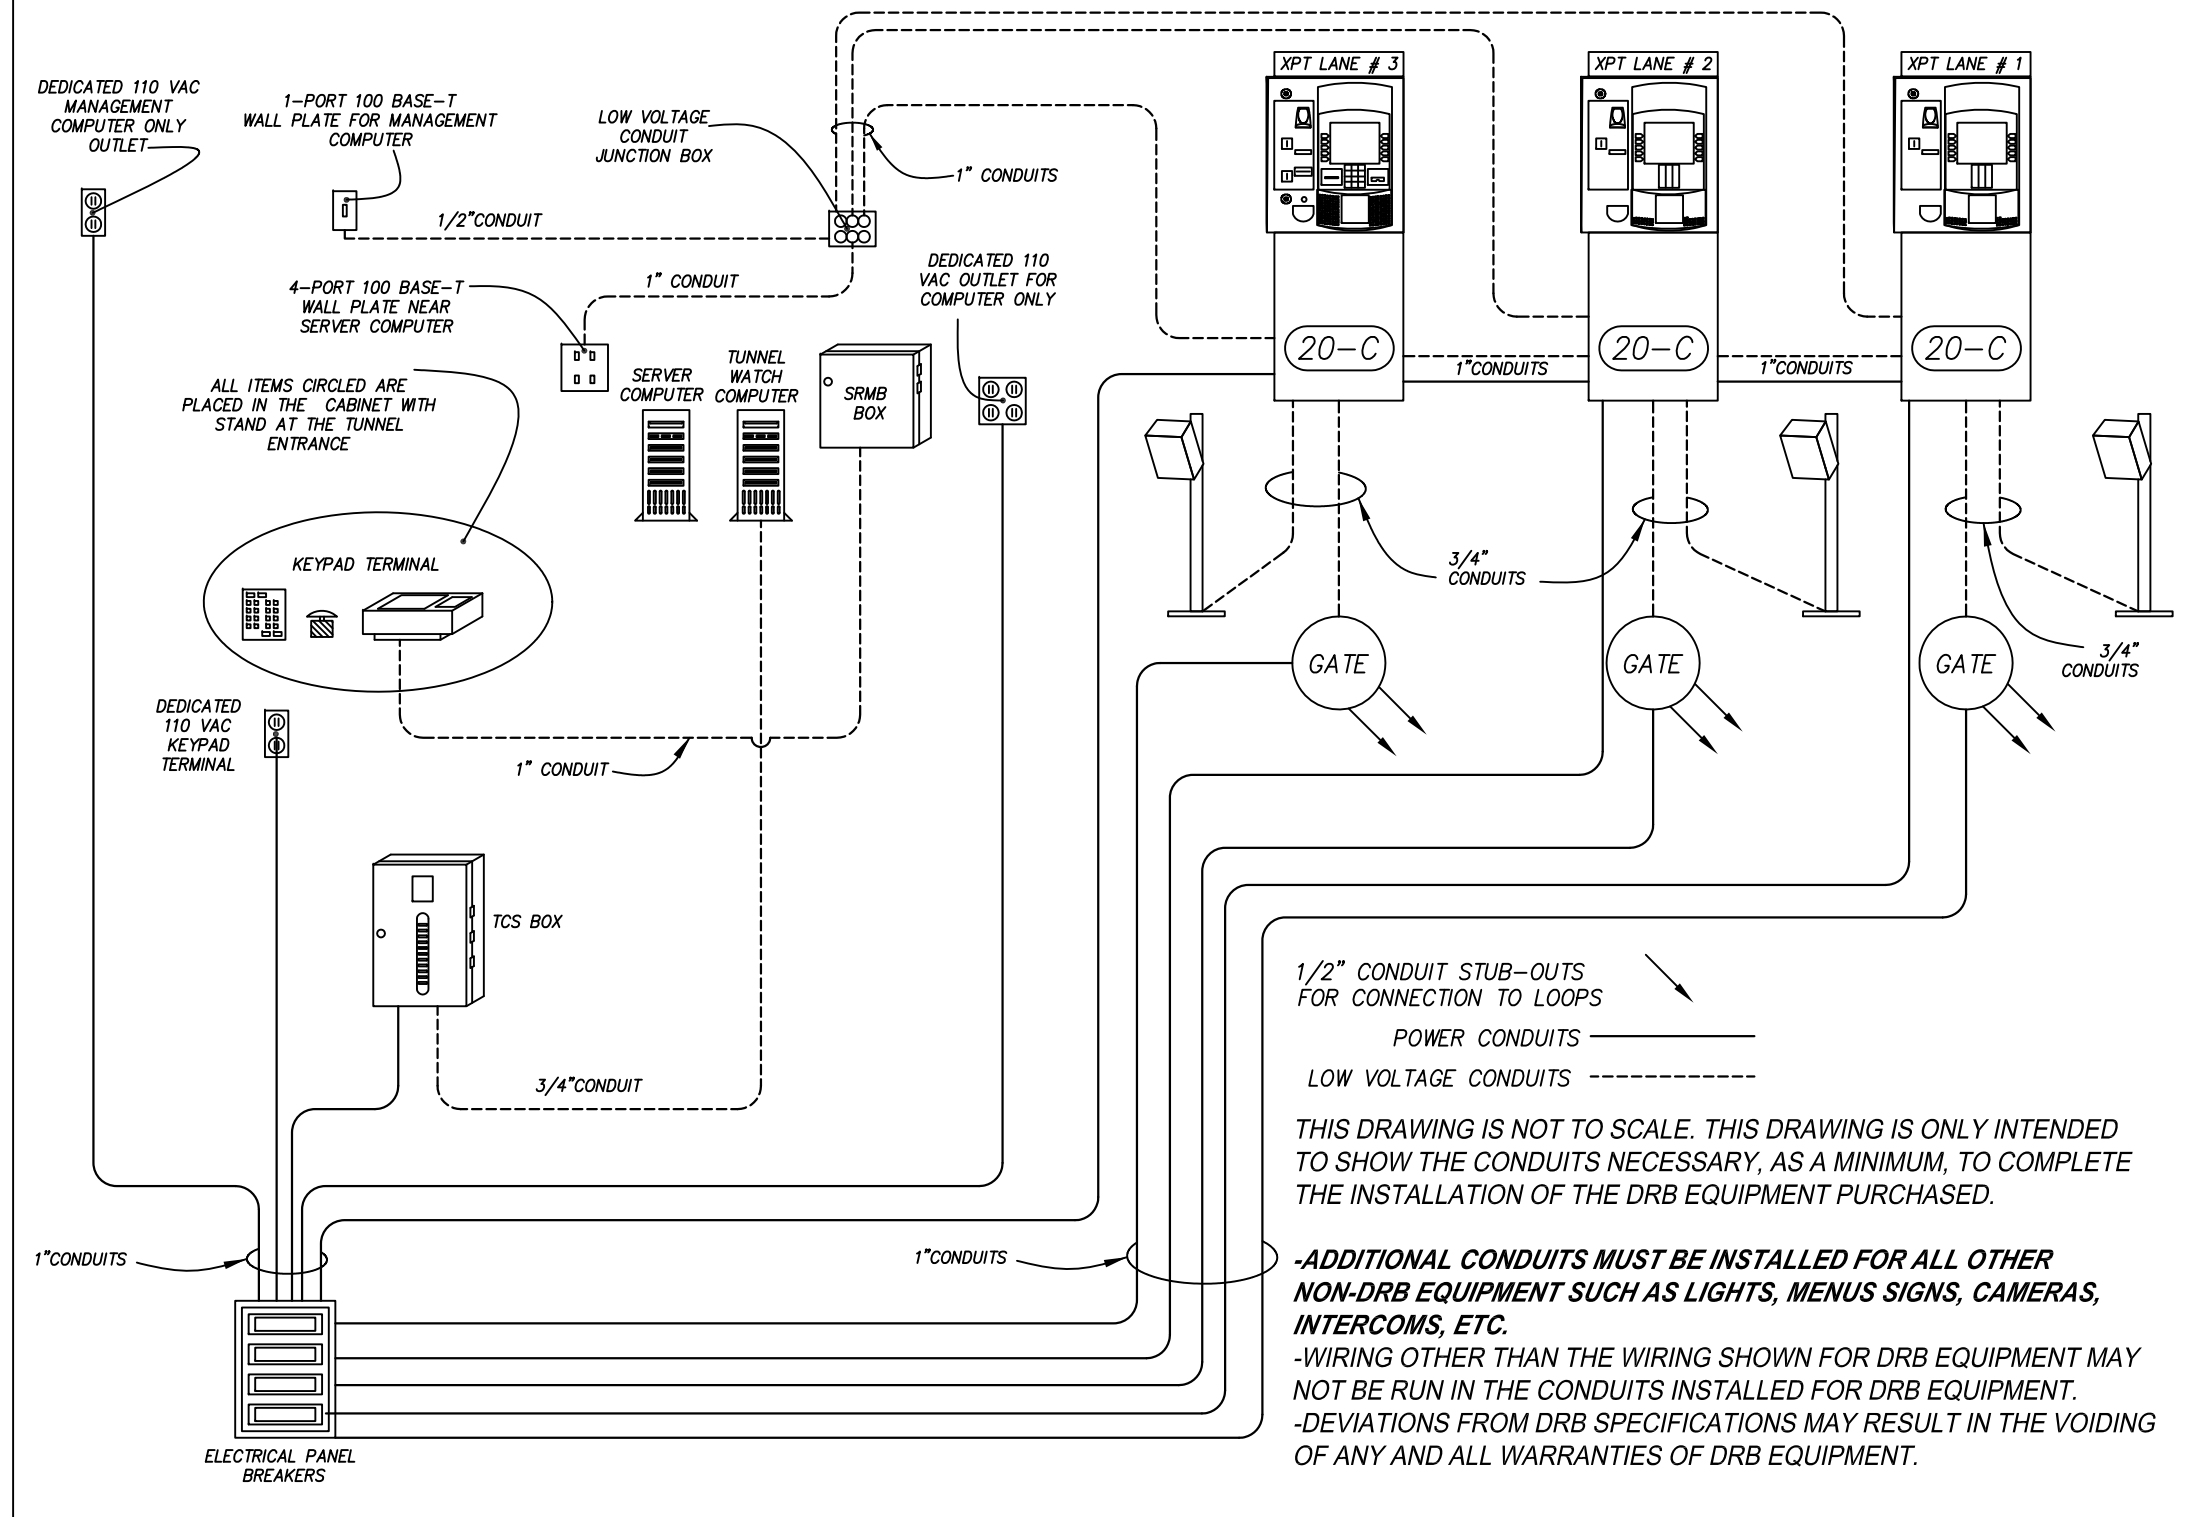 XPT LANE # 3
XPT LANE # 2
XPT LANE # 1
DEDICATED 110 VAC
MANAGEMENT
COMPUTER ONLY
OUTLET
1-PORT 100 BASE-T
WALL PLATE FOR MANAGEMENT
COMPUTER
LOW VOLTAGE
CONDUIT
JUNCTION BOX
1" CONDUITS
1/2"CONDUIT
DEDICATED 110
VAC OUTLET FOR
COMPUTER ONLY
1" CONDUIT
4-PORT 100 BASE-T
WALL PLATE NEAR
SERVER COMPUTER
20-C
20-C
20-C
1"CONDUITS
1"CONDUITS
SERVER
COMPUTER
TUNNEL
WATCH
COMPUTER
SRMB
BOX
ALL ITEMS CIRCLED ARE
PLACED IN THE CABINET WITH
STAND AT THE TUNNEL
ENTRANCE
KEYPAD TERMINAL
3/4"
CONDUITS
GATE
GATE
GATE
3/4"
CONDUITS
DEDICATED
110 VAC
KEYPAD
TERMINAL
1" CONDUIT
TCS BOX
3/4"CONDUIT
1/2" CONDUIT STUB-OUTS
FOR CONNECTION TO LOOPS
POWER CONDUITS
LOW VOLTAGE CONDUITS
THIS DRAWING IS NOT TO SCALE. THIS DRAWING IS ONLY INTENDED
TO SHOW THE CONDUITS NECESSARY, AS A MINIMUM, TO COMPLETE
THE INSTALLATION OF THE DRB EQUIPMENT PURCHASED.
1"CONDUITS
1"CONDUITS
-ADDITIONAL CONDUITS MUST BE INSTALLED FOR ALL OTHER
NON-DRB EQUIPMENT SUCH AS LIGHTS, MENUS SIGNS, CAMERAS,
INTERCOMS, ETC.
-WIRING OTHER THAN THE WIRING SHOWN FOR DRB EQUIPMENT MAY
NOT BE RUN IN THE CONDUITS INSTALLED FOR DRB EQUIPMENT.
-DEVIATIONS FROM DRB SPECIFICATIONS MAY RESULT IN THE VOIDING
OF ANY AND ALL WARRANTIES OF DRB EQUIPMENT.
ELECTRICAL PANEL
BREAKERS